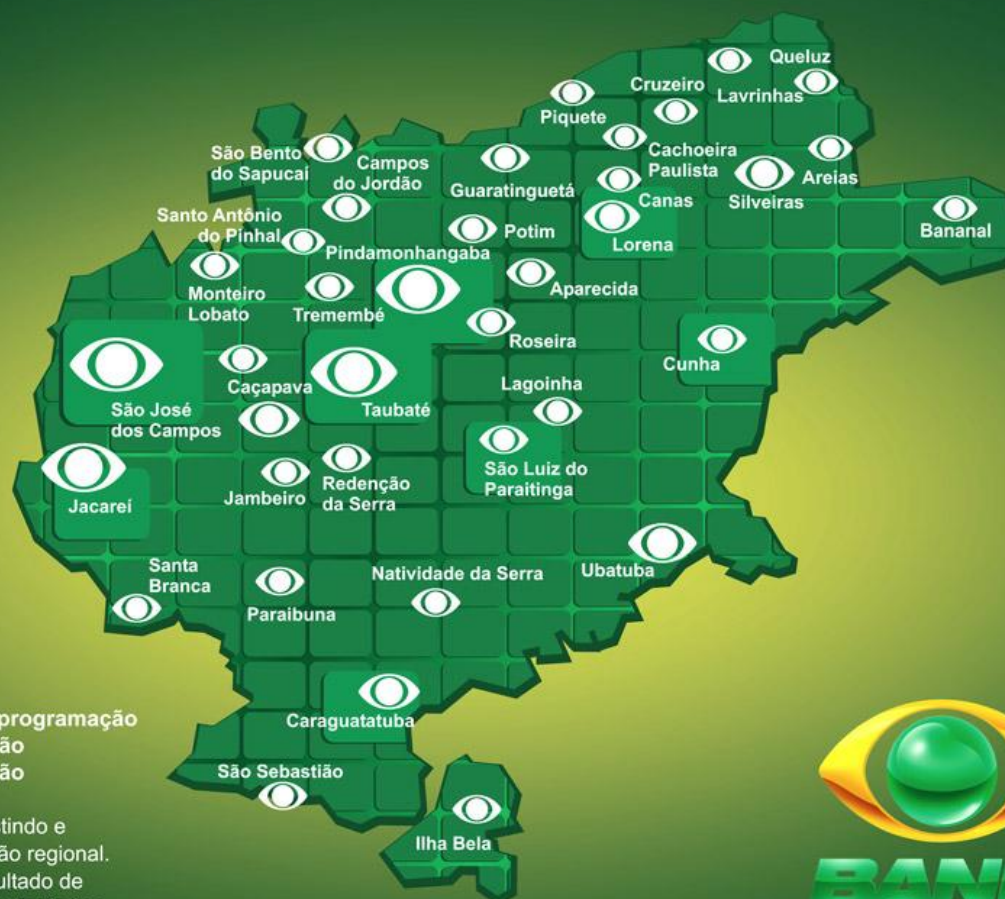 Queluz
Cruzeiro
Lavrinhas
Piquete
Cachoeira
Paulista
São Bento
do Sapucaí
Campos
do Jordão
Guaratinguetá
Canas
Silveiras
Areias
Santo Antônio
do Pinhal
Potim
Lorena
Bananal
Pindamonhangaba
Monteiro
Lobato
Tremembé
Aparecida
Roseira
Cunha
Caçapava
Lagoinha
São José
dos Campos
Taubaté
São Luiz do
Paraitinga
Jacareí
Jambeiro
Redenção
da Serra
Santa
Branca
Natividade da Serra
Ubatuba
Paraibuna
Caraguatatuba
São Sebastião
Ilha Bela
programação
ão
ão
stindo e
ão regional.
ultado de
BAN